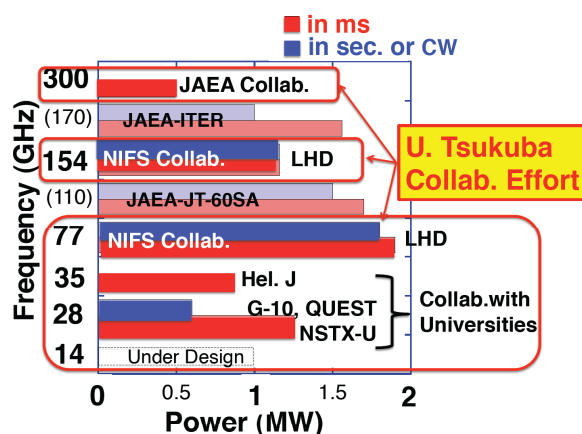 in ms
in sec. or CW
300
JAEA Collab.
(170)
JAEA-ITER
154
NIFS Collab.
LHD
U. Tsukuba
Collab. Effort
(110)
JAEA-JT-60SA
77
NIFS Collab.
LHD
35
Hel. J
28
G-10, QUEST
NSTX-U
Collab.with
Universities
14
Under Design
Frequency (GHz)
0
0.5
1
1.5
2
Power (MW)